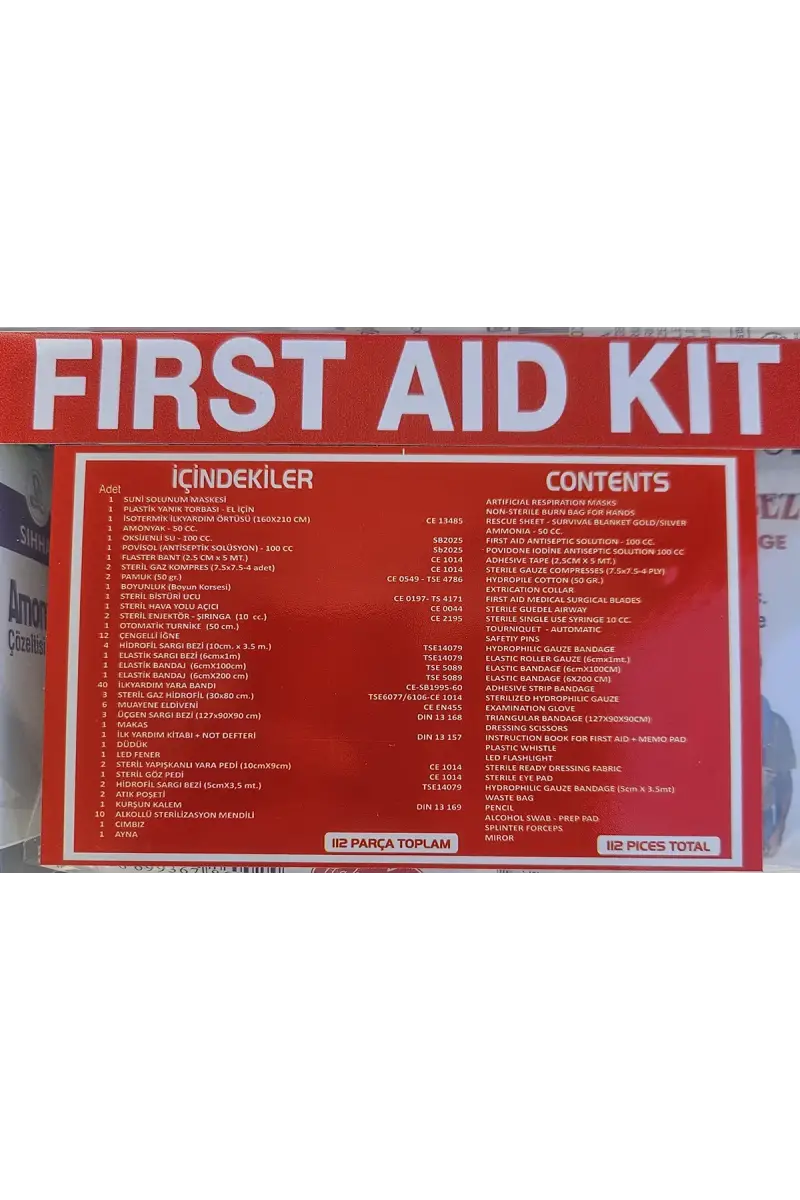 FIRST AID KIT
İÇİNDEKİLER
Adet
1 SUNİ SOLUNUM MASKESİ
1 PLASTİK YANIK TORBASI - EL İÇİN
1 İSOTERMİK İLKYARDIM ÖRTÜSÜ (160X210 CM) CE 13485
1 AMONYAK - 50 CC.
1 OKSİJENLİ SU - 100 CC. SB2025
1 POVİSOL (ANTİSEPTİK SOLÜSYON) - 100 CC Sb2025
1 FLASTER BANT (2.5 CM x 5 MT.) CE 1014
2 STERİL GAZ KOMPRES (7.5x7.5-4 adet) CE 1014
2 PAMUK (50 gr.) CE 0549 - TSE 4786
1 BOYUNLUK (Boyun Korsesi)
1 STERİL BİSTÜRİ UCU CE 0197- TS 4171
1 STERİL HAVA YOLU AÇICI CE 0044
2 STERİL ENJEKTÖR - ŞIRINGA (10 cc.) CE 2195
1 OTOMATİK TURNİKE (50 cm.)
12 ÇENGELLİ İĞNE
4 HİDROFİL SARGI BEZİ (10cm. x 3.5 m.) TSE14079
1 ELASTİK SARGI BEZİ (6cmx1m) TSE14079
1 ELASTİK BANDAJ (6cmX100cm) TSE 5089
1 ELASTİK BANDAJ (6cmX200 cm) TSE 5089
40 İLKYARDIM YARA BANDI CE-SB1995-60
3 STERİL GAZ HİDROFİL (30x80 cm.) TSE6077/6106-CE 1014
6 MUAYENE ELDİVENİ CE EN455
3 ÜÇGEN SARGI BEZİ (127x90X90 cm) DIN 13 168
1 MAKAS
1 İLK YARDIM KİTABI + NOT DEFTERİ DIN 13 157
1 DÜDÜK
1 LED FENER
2 STERİL YAPIŞKANLI YARA PEDİ (10cmX9cm) CE 1014
1 STERİL GÖZ PEDİ CE 1014
2 HİDROFİL SARGI BEZİ (5cmX3,5 mt.) TSE14079
2 ATIK POŞETİ
1 KURŞUN KALEM DIN 13 169
10 ALKOLLÜ STERİLİZASYON MENDİLİ
1 CIMBIZ
1 AYNA
112 PARÇA TOPLAM
CONTENTS
ARTIFICIAL RESPIRATION MASKS
NON-STERILE BURN BAG FOR HANDS
RESCUE SHEET - SURVIVAL BLANKET GOLD/SILVER
AMMONIA - 50 CC.
FIRST AID ANTISEPTIC SOLUTION - 100 CC.
POVIDONE IODİNE ANTISEPTIC SOLUTION 100 CC
ADHESIVE TAPE (2,5CM X 5 MT.)
STERILE GAUZE COMPRESSES (7.5x7.5-4 PLY)
HYDROPILE COTTON (50 GR.)
EXTRICATION COLLAR
FIRST AID MEDICAL SURGICAL BLADES
STERILE GUEDEL AIRWAY
STERILE SINGLE USE SYRINGE 10 CC.
TOURNIQUET - AUTOMATIC
SAFETIY PINS
HYDROPHILIC GAUZE BANDAGE
ELASTIC ROLLER GAUZE (6cmx1mt.)
ELASTIC BANDAGE (6cmX100CM)
ELASTIC BANDAGE (6X200 CM)
ADHESIVE STRIP BANDAGE
STERILIZED HYDROPHILIC GAUZE
EXAMINATION GLOVE
TRIANGULAR BANDAGE (127X90X90CM)
DRESSING SCISSORS
INSTRUCTION BOOK FOR FIRST AID + MEMO PAD
PLASTIC WHISTLE
LED FLASHLIGHT
STERILE READY DRESSING FABRIC
STERILE EYE PAD
HYDROPHILIC GAUZE BANDAGE (5cm X 3.5mt)
WASTE BAG
PENCIL
ALCOHOL SWAB - PREP PAD
SPLINTER FORCEPS
MIROR
112 PICES TOTAL
SIHHA
Amon
Çözeltisi
EZ
GE